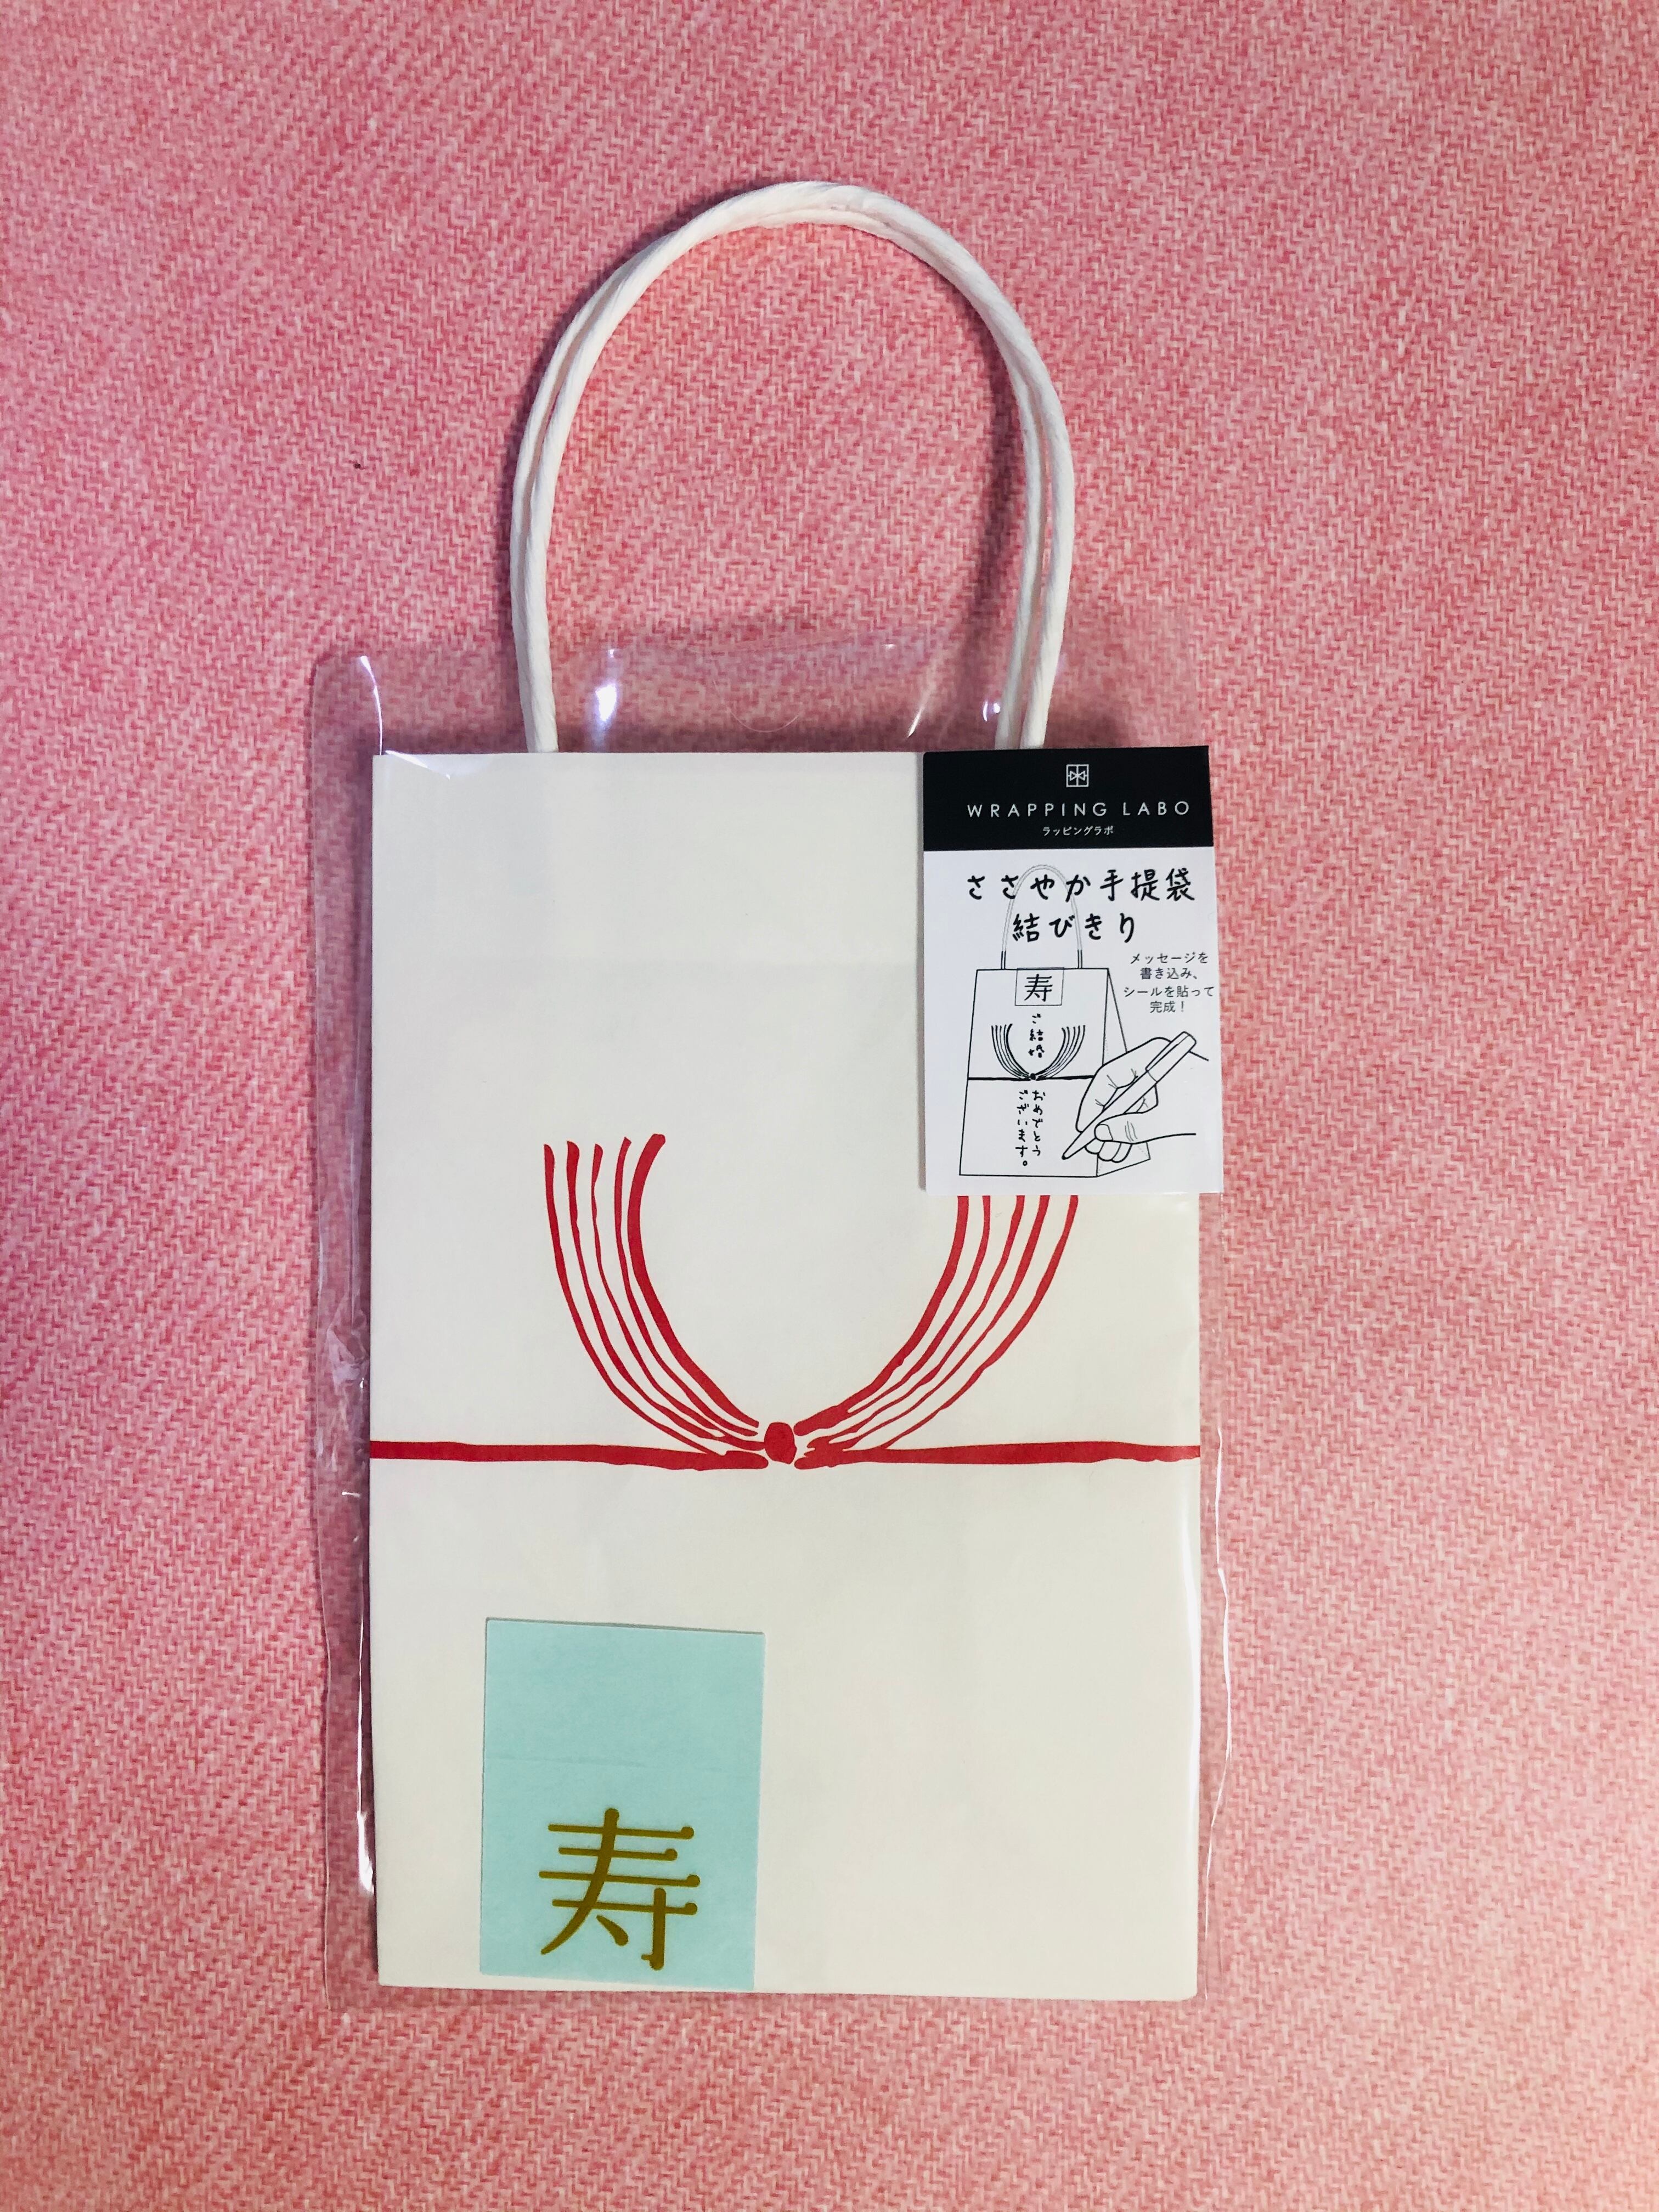 WRAPPING LABO
ラッピングラボ
ささやか手提袋
結びきり
メッセージを
書き込み、
シールを貼って
完成！
寿
ご結婚
おめでとう
ございます。
寿